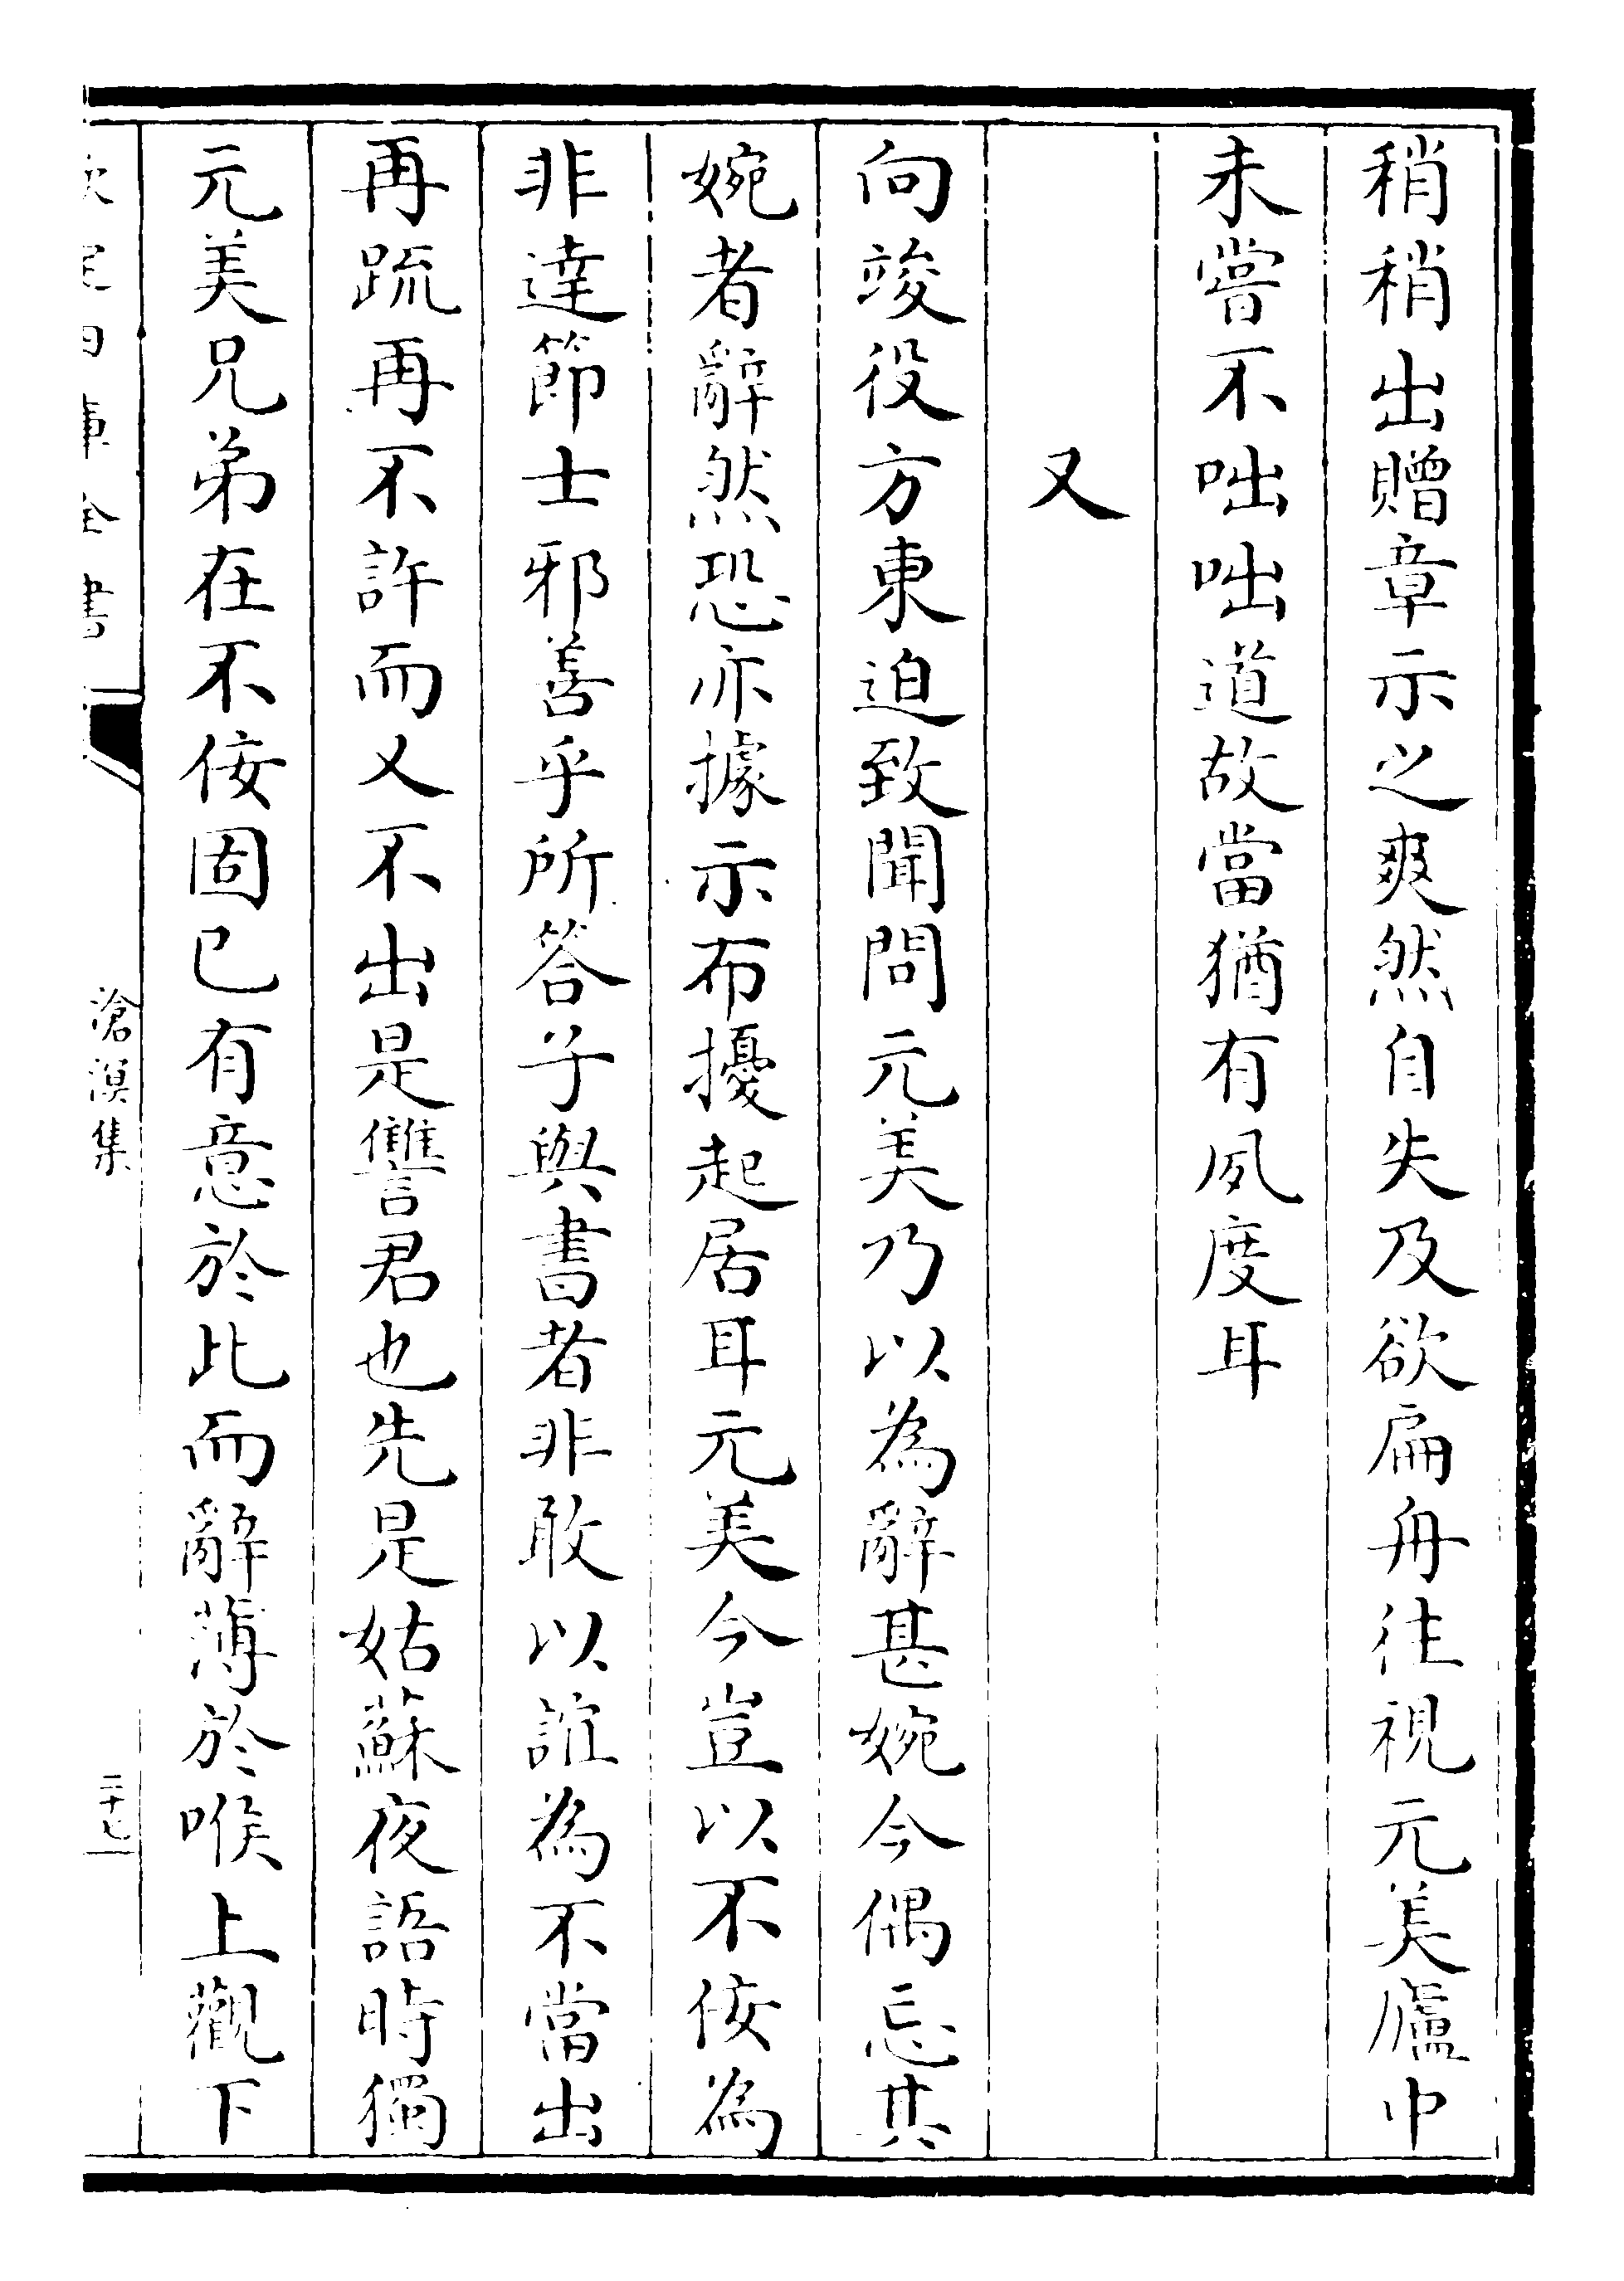 稍稍出贈章示之爽然自失及欲扁舟往視元美廬中
未嘗不咄咄道故當猶有夙度耳
又
向竣役方東迫致聞問元美乃以為辭甚婉今偶忘其
婉者辭然恐亦據示布擾起居耳元美今豈以不佞為
非達節士邪善乎所答子與書者非敢以誼為不當出
再疏再不許而又不出是讐君也先是姑蘇夜語時獨
元美兄弟在不佞固已有意於此而辭薄於喉上觀下
欽定四庫全書
滄溟集
二十七